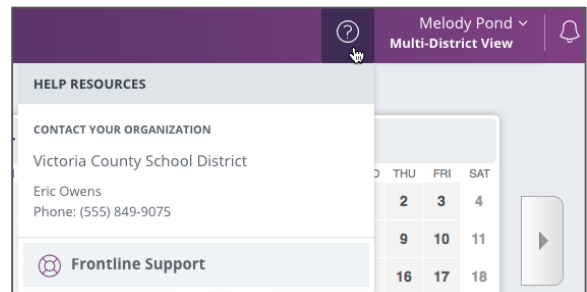 Melody Pond
Multi-District View
HELP RESOURCES
CONTACT YOUR ORGANIZATION
Victoria County School District
Eric Owens
Phone: (555) 849-9075
Frontline Support
THU FRI SAT
2 3 4
9 10 11
16 17 18